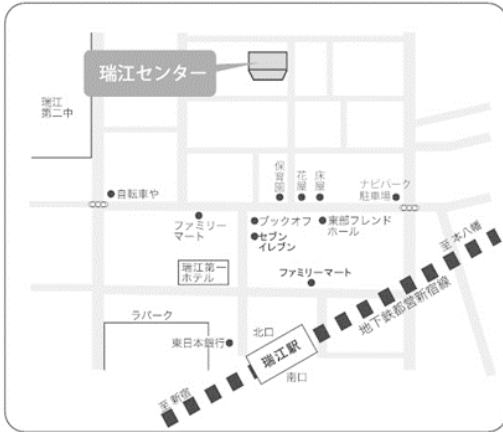 瑞江センター
瑞江
第二中
保育園
花屋
床屋
ナビパーク
駐車場
自転車や
ファミリー
マート
ブックオフ
セブン
イレブン
東部フレンド
ホール
至本八幡
瑞江第一
ホテル
ファミリーマート
地下鉄都営新宿線
ラパーク
北口
東日本銀行
瑞江駅
南口
至新宿